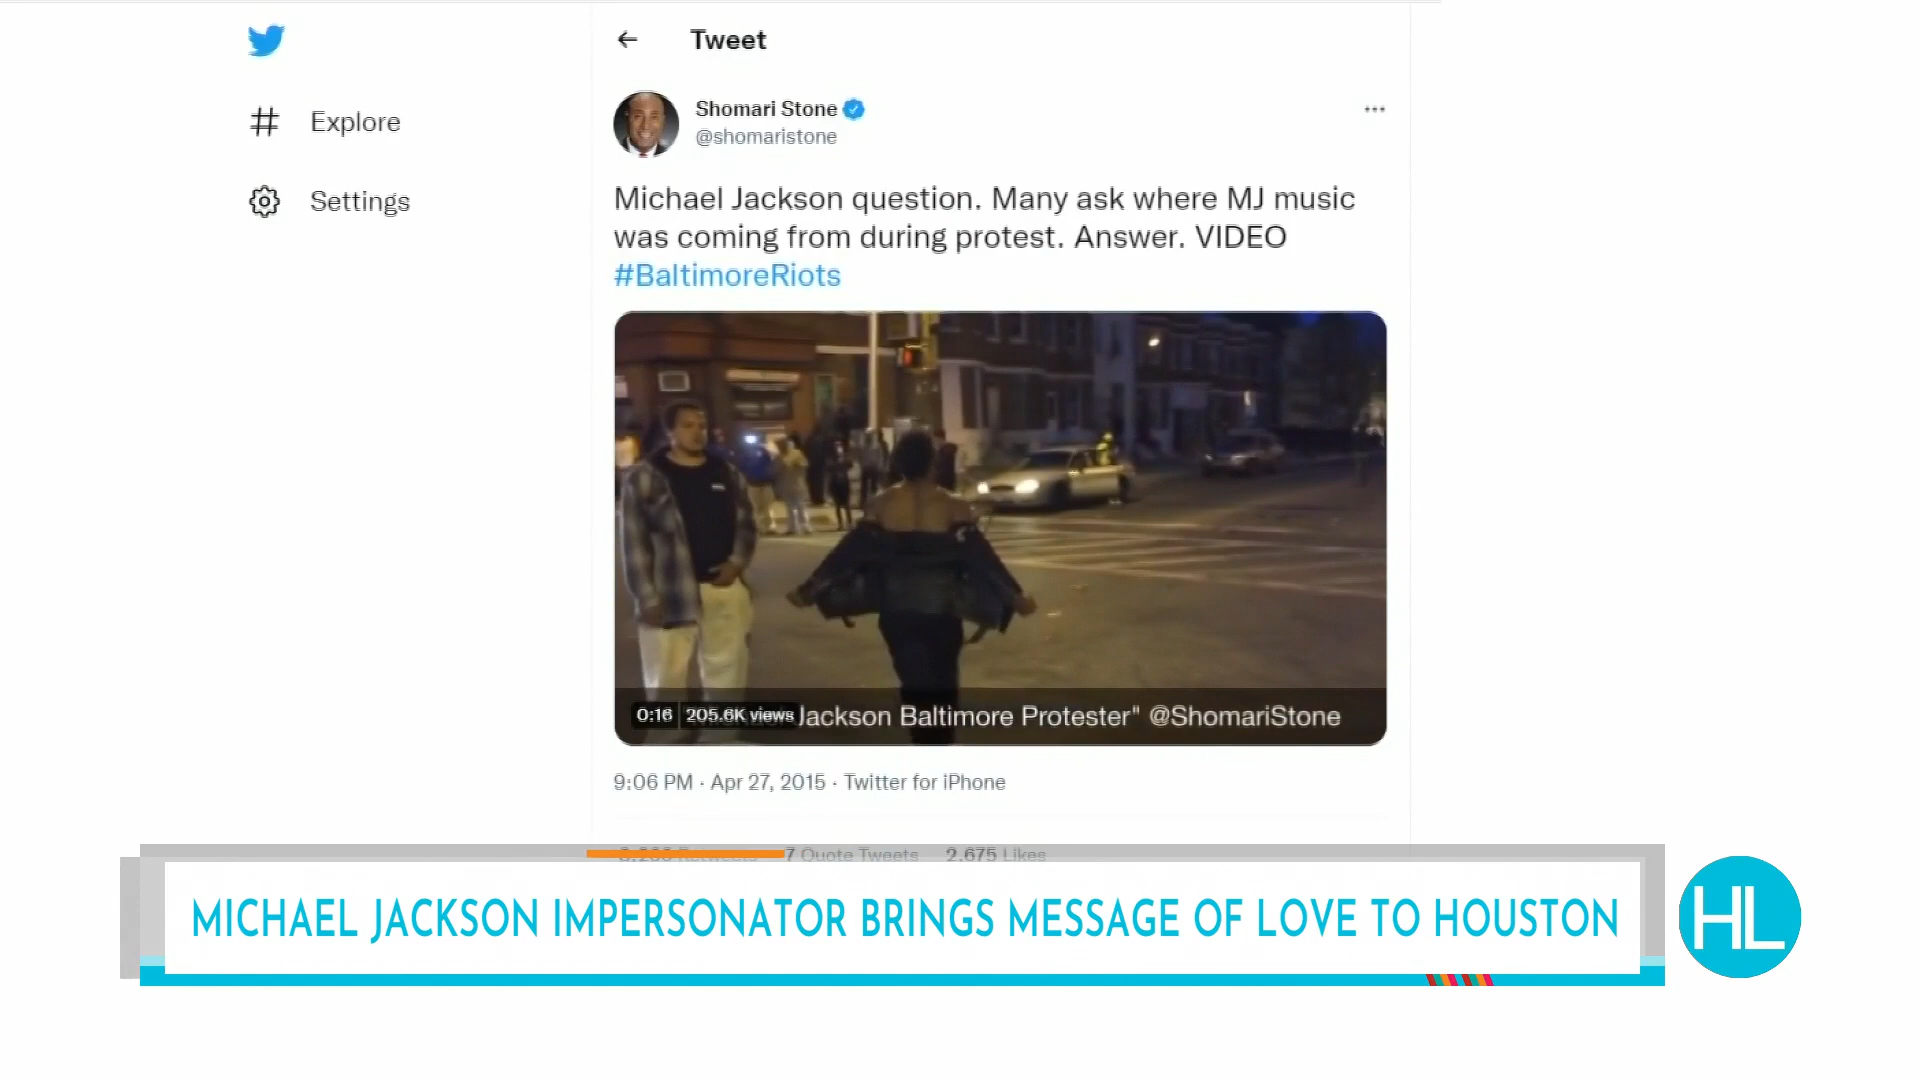 Tweet
Explore
Settings
Shomari Stone
@shomaristone
Michael Jackson question. Many ask where MJ music
was coming from during protest. Answer. VIDEO
#BaltimoreRiots
0:16 205.6K views Jackson Baltimore Protester" @ShomariStone
9:06 PM · Apr 27, 2015 · Twitter for iPhone
Retweets 7 Quote Tweets 2,675 Likes
MICHAEL JACKSON IMPERSONATOR BRINGS MESSAGE OF LOVE TO HOUSTON
HL